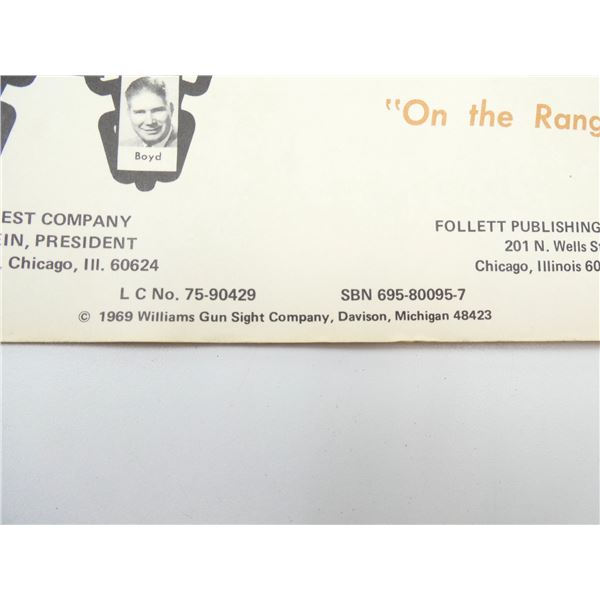 "On the Rang
Boyd
EST COMPANY
EIN, PRESIDENT
. Chicago, Ill. 60624
FOLLETT PUBLISHING
201 N. Wells S
Chicago, Illinois 60
L C No. 75-90429 SBN 695-80095-7
© 1969 Williams Gun Sight Company, Davison, Michigan 48423